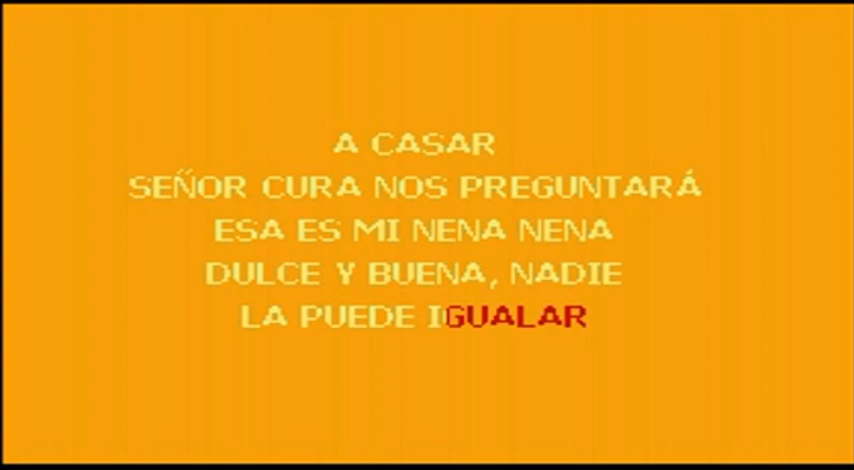 A CASAR
SEÑOR CURA NOS PREGUNTARÁ
ESA ES MI NENA NENA
DULCE Y BUENA, NADIE
LA PUEDE IGUALAR